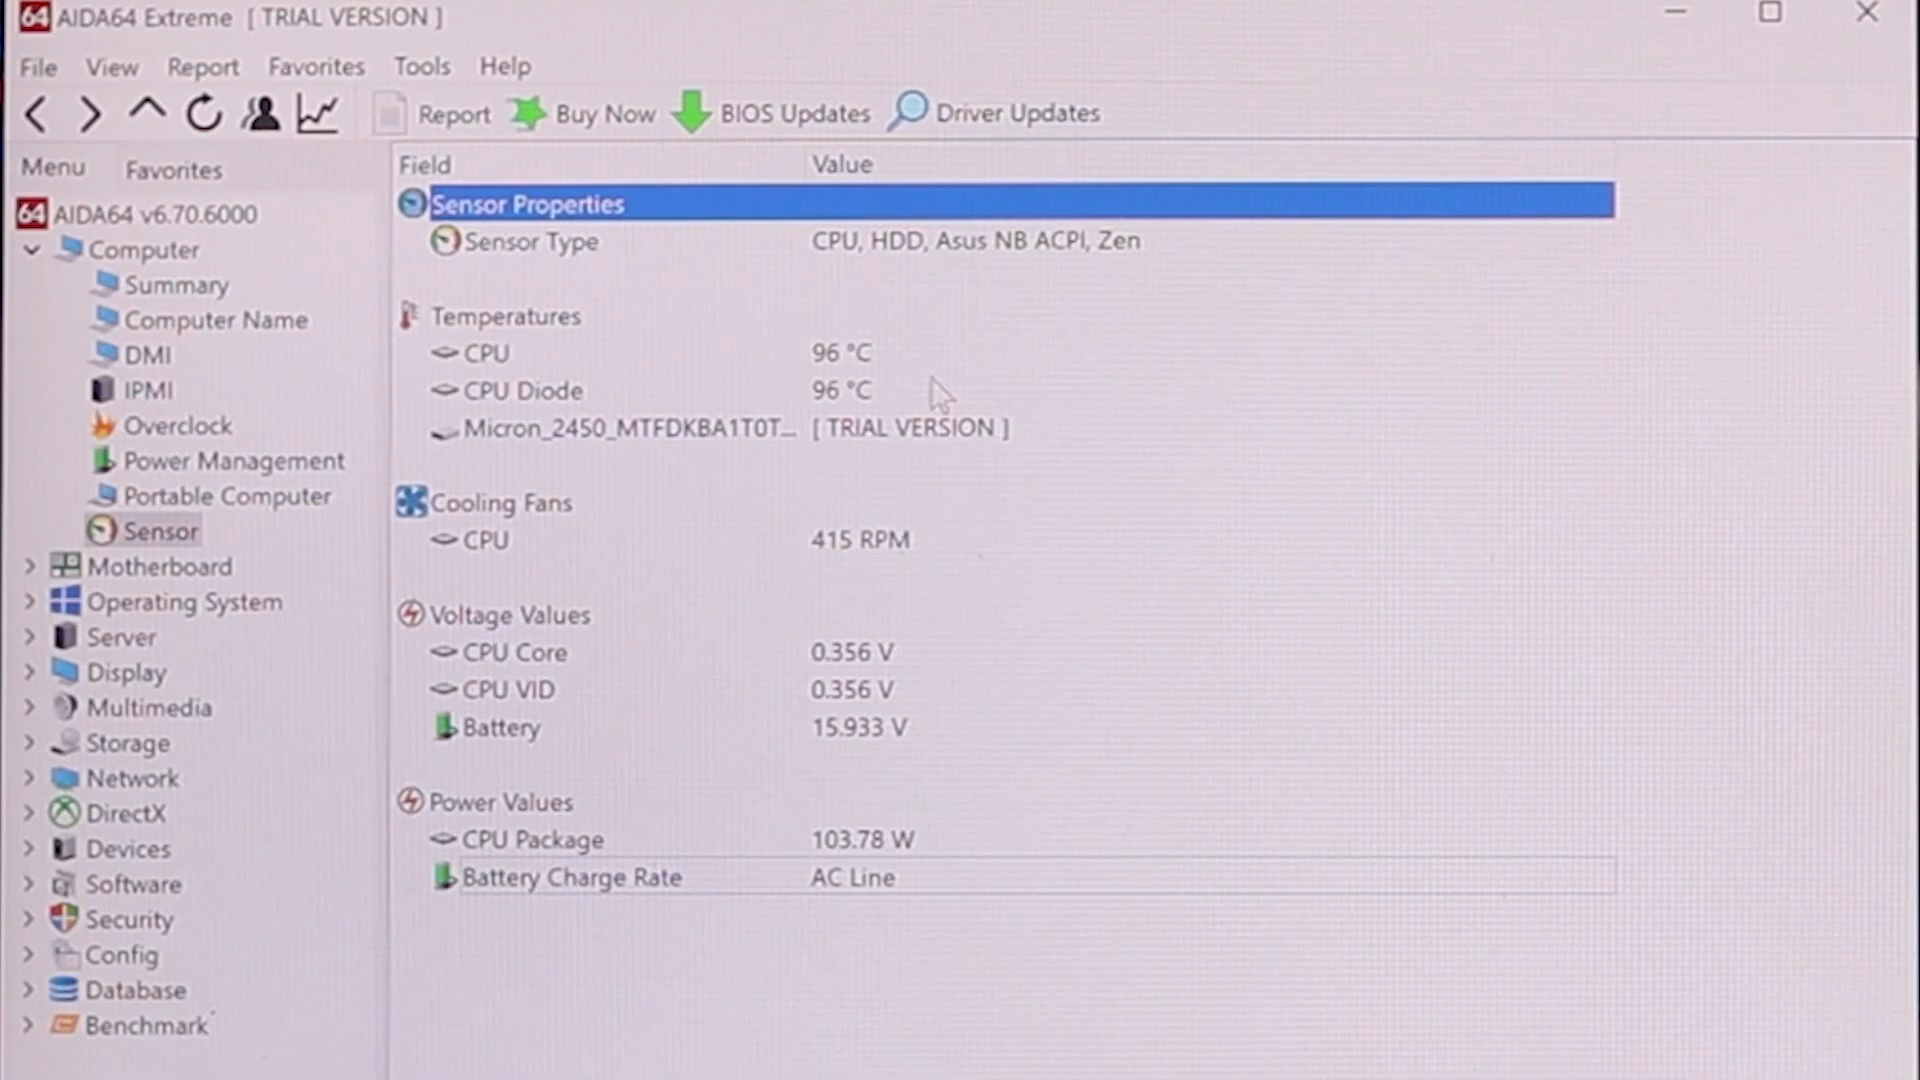 64 AIDA64 Extreme [ TRIAL VERSION ]
File View Report Favorites Tools Help
Report Buy Now BIOS Updates Driver Updates
Menu Favorites
Field Value
64 AIDA64 v6.70.6000
Computer
Summary
Computer Name
DMI
IPMI
Overclock
Power Management
Portable Computer
Sensor
Motherboard
Operating System
Server
Display
Multimedia
Storage
Network
DirectX
Devices
Software
Security
Config
Database
Benchmark
Sensor Properties
Sensor Type CPU, HDD, Asus NB ACPI, Zen
Temperatures
CPU 96 °C
CPU Diode 96 °C
Micron_2450_MTFDKBA1T0T... [ TRIAL VERSION ]
Cooling Fans
CPU 415 RPM
Voltage Values
CPU Core 0.356 V
CPU VID 0.356 V
Battery 15.933 V
Power Values
CPU Package 103.78 W
Battery Charge Rate AC Line